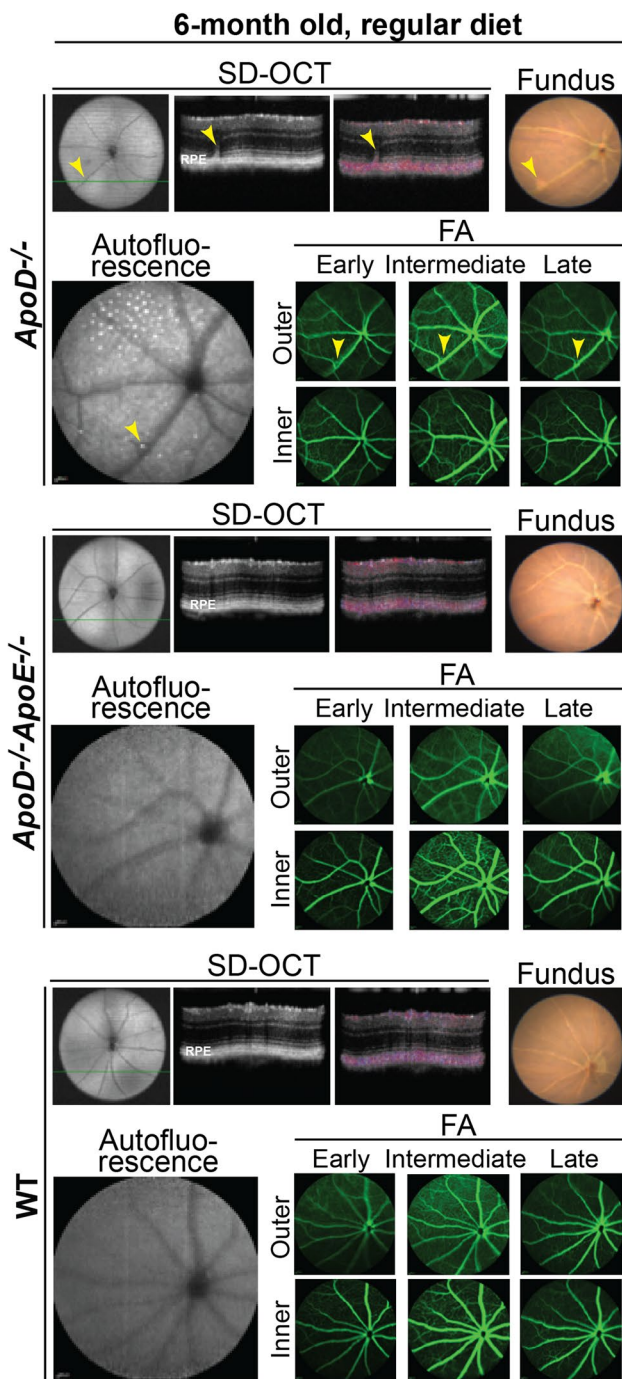 6-month old, regular diet
SD-OCT
Fundus
RPE
ApoD-/-
Autofluo-
rescence
FA
Early Intermediate Late
Outer
Inner
SD-OCT
Fundus
RPE
ApoD-/-ApoE-/-
Autofluo-
rescence
FA
Early Intermediate Late
Outer
Inner
SD-OCT
Fundus
RPE
WT
Autofluo-
rescence
FA
Early Intermediate Late
Outer
Inner